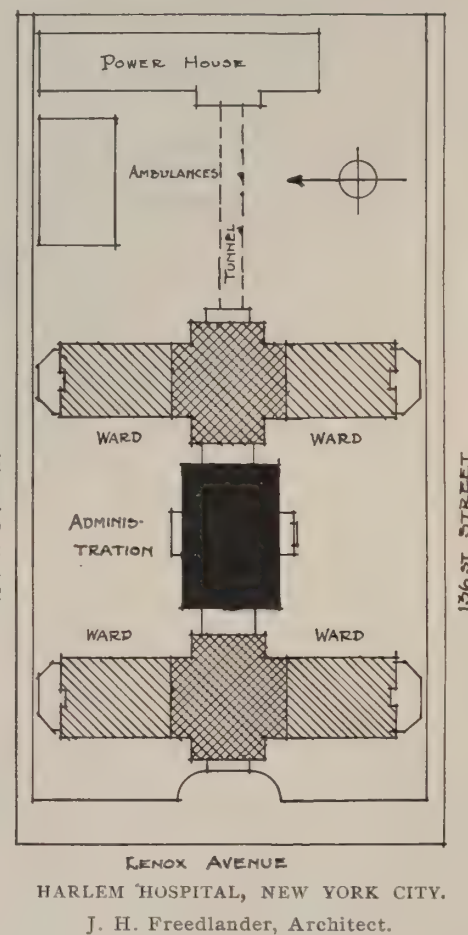 POWER HOUSE
AMBULANCES
TUNNEL
WARD
WARD
ADMINIS-
TRATION
136 ST STREET
WARD
WARD
LENOX AVENUE
HARLEM HOSPITAL, NEW YORK CITY.
J. H. Freedlander, Architect.